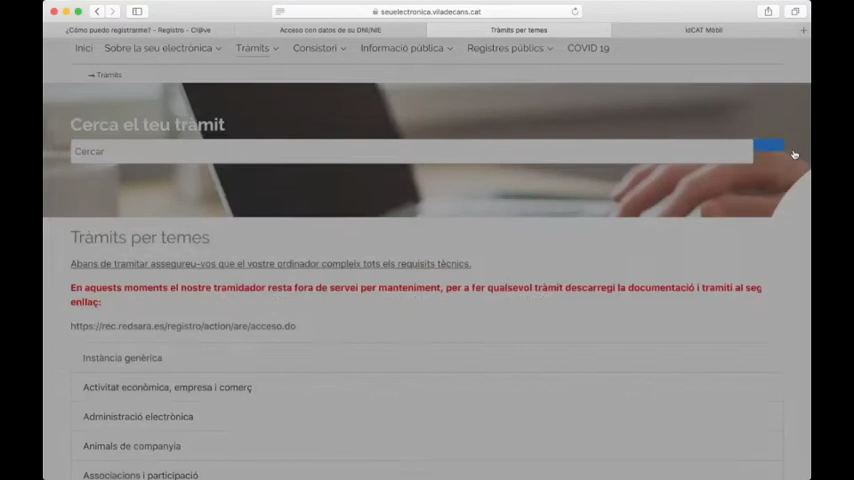 seuelectronica.viladecans.cat
¿Cómo puedo registrarme? - Registro - Cl@ve
Acceso con datos de su DNI/NIE
Tràmits per temes
idCAT Mòbil
Inici
Sobre la seu electrònica
Tràmits
Consistori
Informació pública
Registres públics
COVID 19
Tràmits
Cerca el teu tràmit
Cercar
Tràmits per temes
Abans de tramitar assegureu-vos que el vostre ordinador compleix tots els requisits tècnics.
En aquests moments el nostre tramidador resta fora de servei per manteniment, per a fer qualsevol tràmit descarregi la documentació i tramiti al seg
enllaç:
https://rec.redsara.es/registro/action/are/acceso.do
Instància genèrica
Activitat econòmica, empresa i comerç
Administració electrònica
Animals de companyia
Associacions i participació